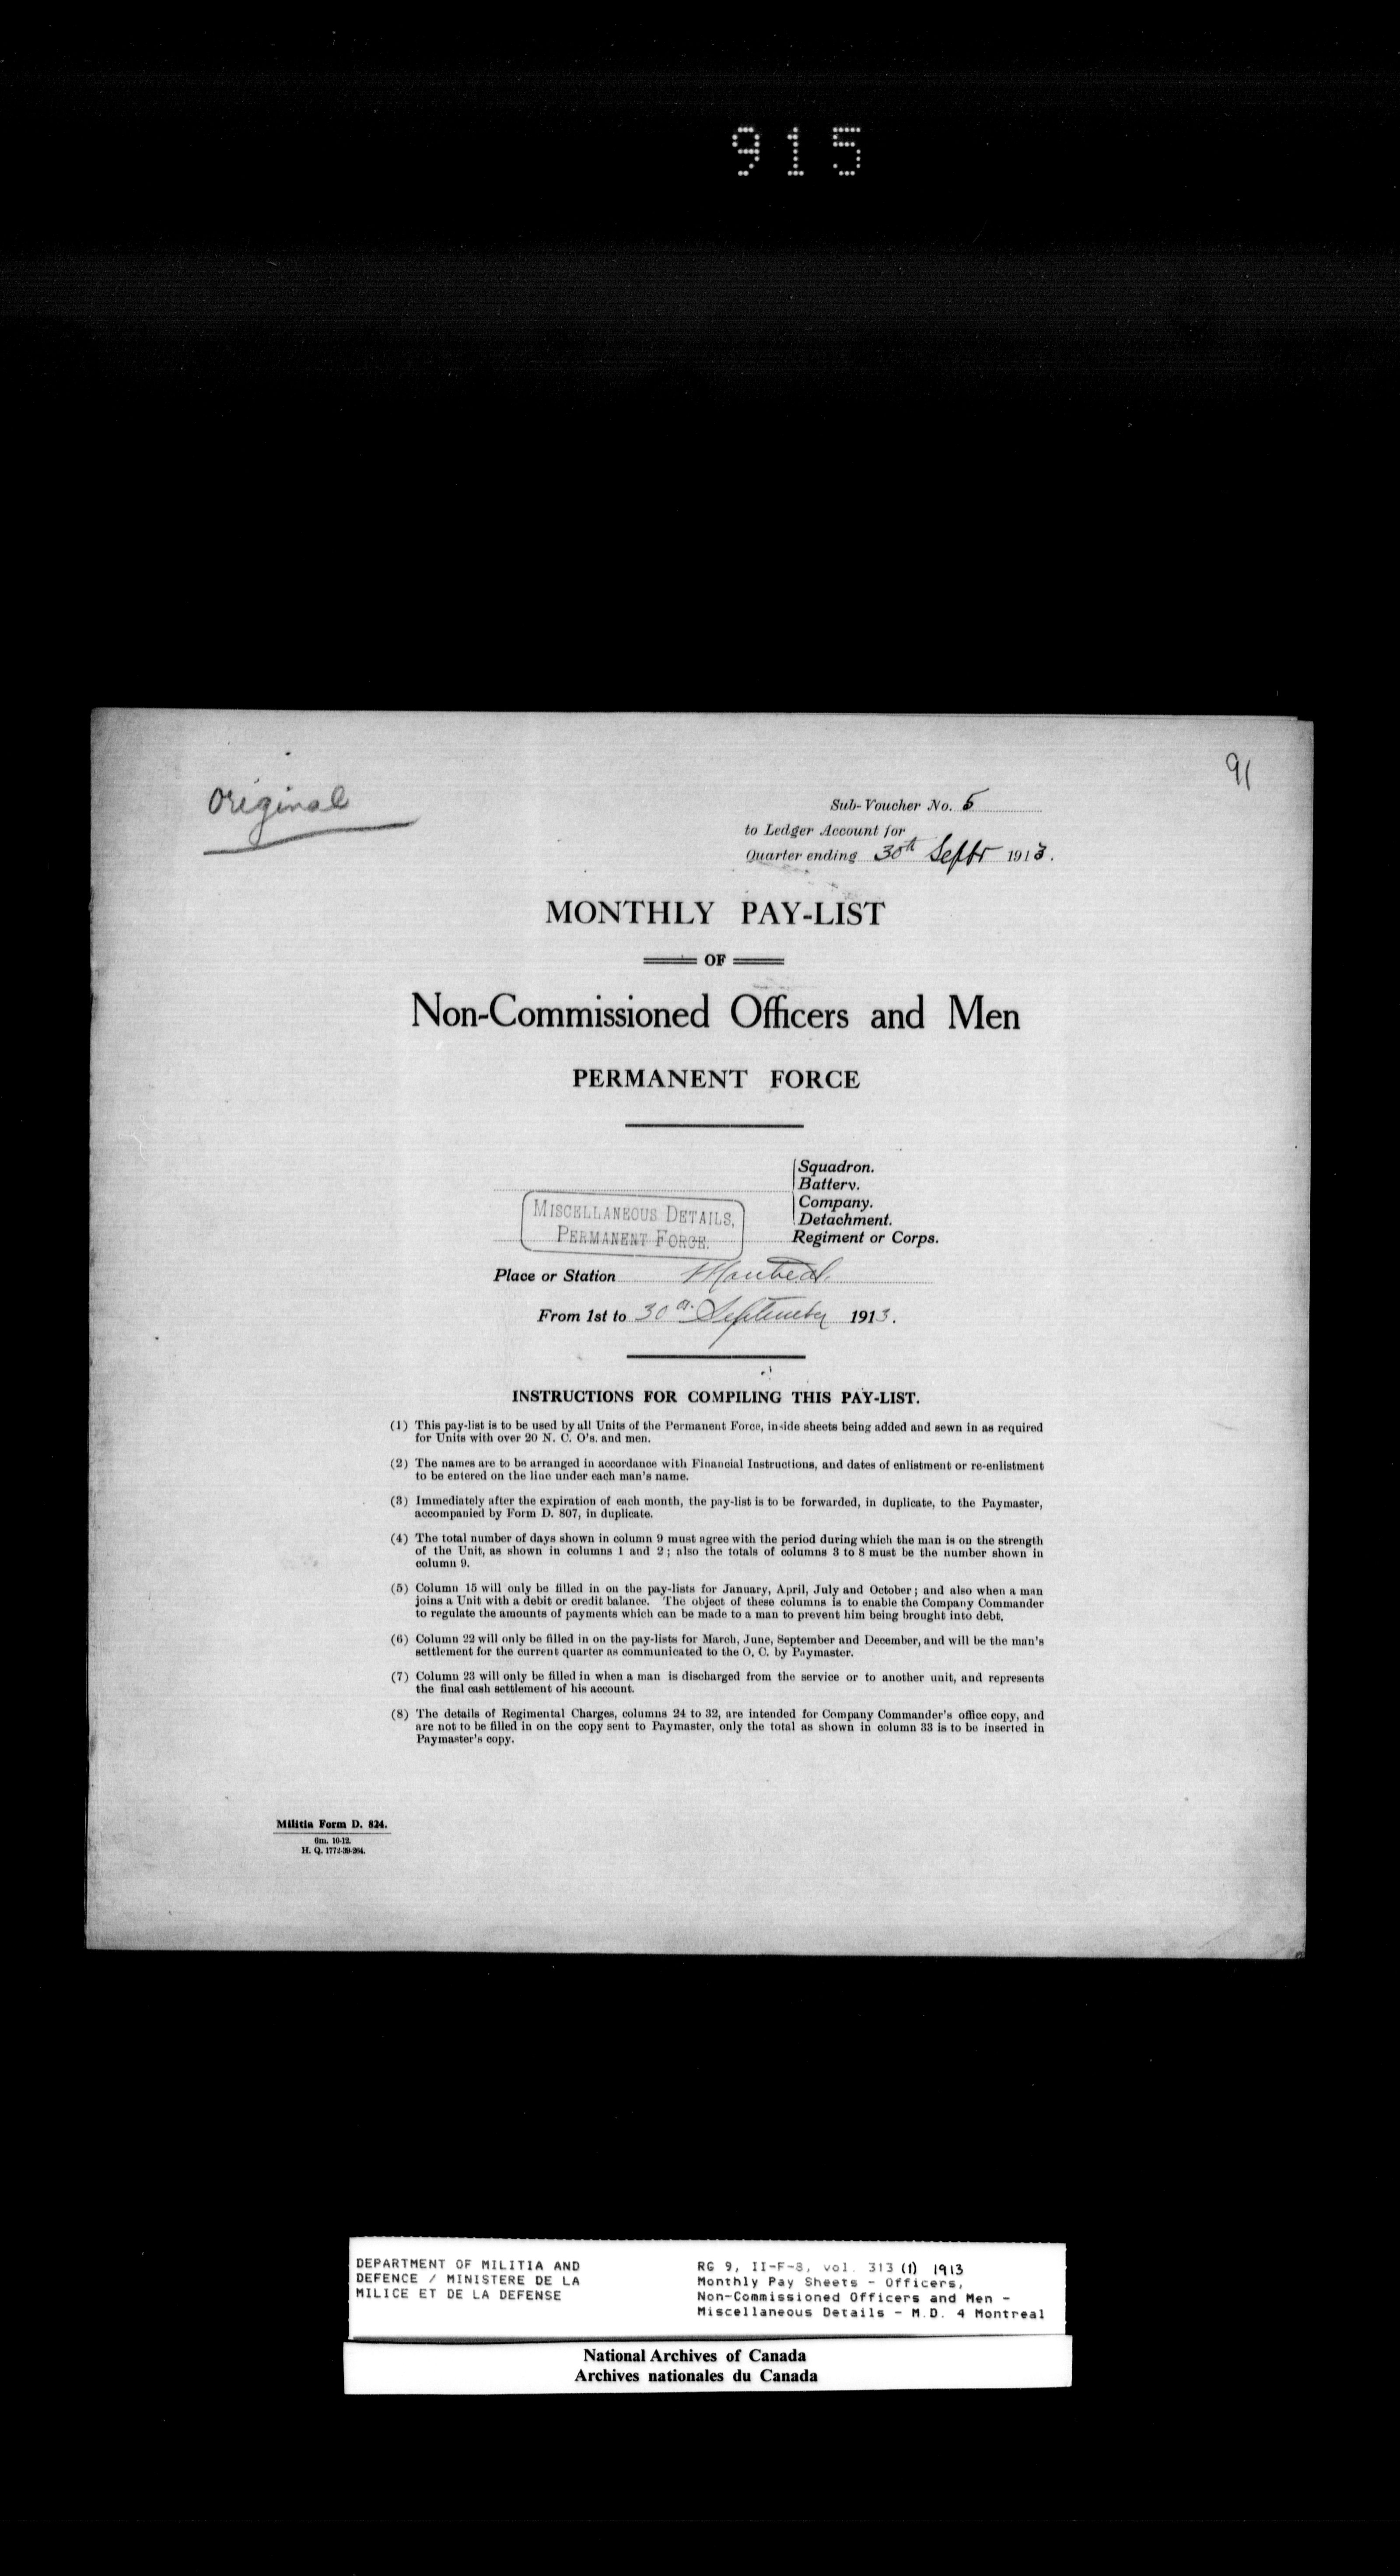 915
91
Original
Sub-Voucher No. 5
to Ledger Account for
Quarter ending 30th Septr 1913.
MONTHLY PAY-LIST
OF
Non-Commissioned Officers and Men
PERMANENT FORCE
Squadron.
Battery.
Company.
Detachment.
MISCELLANEOUS DETAILS,
PERMANENT FORCE.
Regiment or Corps.
Place or Station Montreal.
From 1st to 30th September 1913.
INSTRUCTIONS FOR COMPILING THIS PAY-LIST.
(1) This pay-list is to be used by all Units of the Permanent Force, inside sheets being added and sewn in as required
for Units with over 20 N. C. O's. and men.
(2) The names are to be arranged in accordance with Financial Instructions, and dates of enlistment or re-enlistment
to be entered on the line under each man's name.
(3) Immediately after the expiration of each month, the pay-list is to be forwarded, in duplicate, to the Paymaster,
accompanied by Form D. 807, in duplicate.
(4) The total number of days shown in column 9 must agree with the period during which the man is on the strength
of the Unit, as shown in columns 1 and 2; also the totals of columns 3 to 8 must be the number shown in
column 9.
(5) Column 15 will only be filled in on the pay-lists for January, April, July and October; and also when a man
joins a Unit with a debit or credit balance. The object of these columns is to enable the Company Commander
to regulate the amounts of payments which can be made to a man to prevent him being brought into debt.
(6) Column 22 will only be filled in on the pay-lists for March, June, September and December, and will be the man's
settlement for the current quarter as communicated to the O. C. by Paymaster.
(7) Column 23 will only be filled in when a man is discharged from the service or to another unit, and represents
the final cash settlement of his account.
(8) The details of Regimental Charges, columns 24 to 32, are intended for Company Commander's office copy, and
are not to be filled in on the copy sent to Paymaster, only the total as shown in column 33 is to be inserted in
Paymaster's copy.
Militia Form D. 824.
6m. 10-12.
H. Q. 1772-39-264.
DEPARTMENT OF MILITIA AND
DEFENCE / MINISTERE DE LA
MILICE ET DE LA DEFENSE
RG 9, II-F-8, vol. 313 (1) 1913
Monthly Pay Sheets - Officers,
Non-Commissioned Officers and Men -
Miscellaneous Details - M.D. 4 Montreal
National Archives of Canada
Archives nationales du Canada